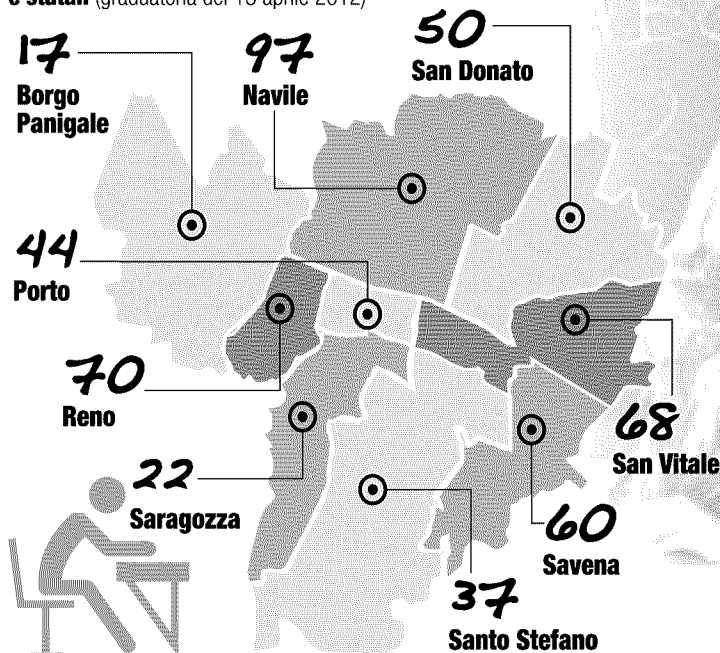 e statali (graduatoria del 13 aprile 2012)
17
Borgo
Panigale
97
Navile
50
San Donato
44
Porto
70
Reno
22
Saragozza
68
San Vitale
60
Savena
37
Santo Stefano